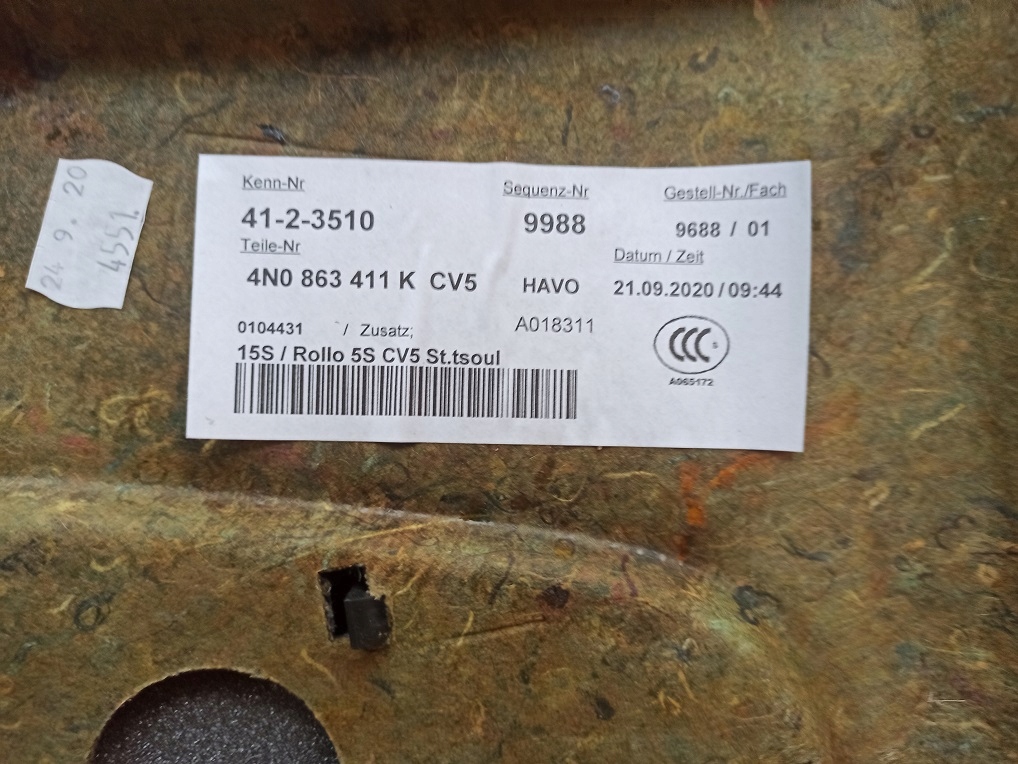 24 9. 20
4551
Kenn-Nr
Sequenz-Nr
Gestell-Nr./Fach
41-2-3510
9988
9688 / 01
Teile-Nr
Datum / Zeit
4N0 863 411 K CV5
HAVO
21.09.2020 / 09:44
0104431 / Zusatz;
A018311
15S / Rollo 5S CV5 St.tsoul
CCC S
A065172